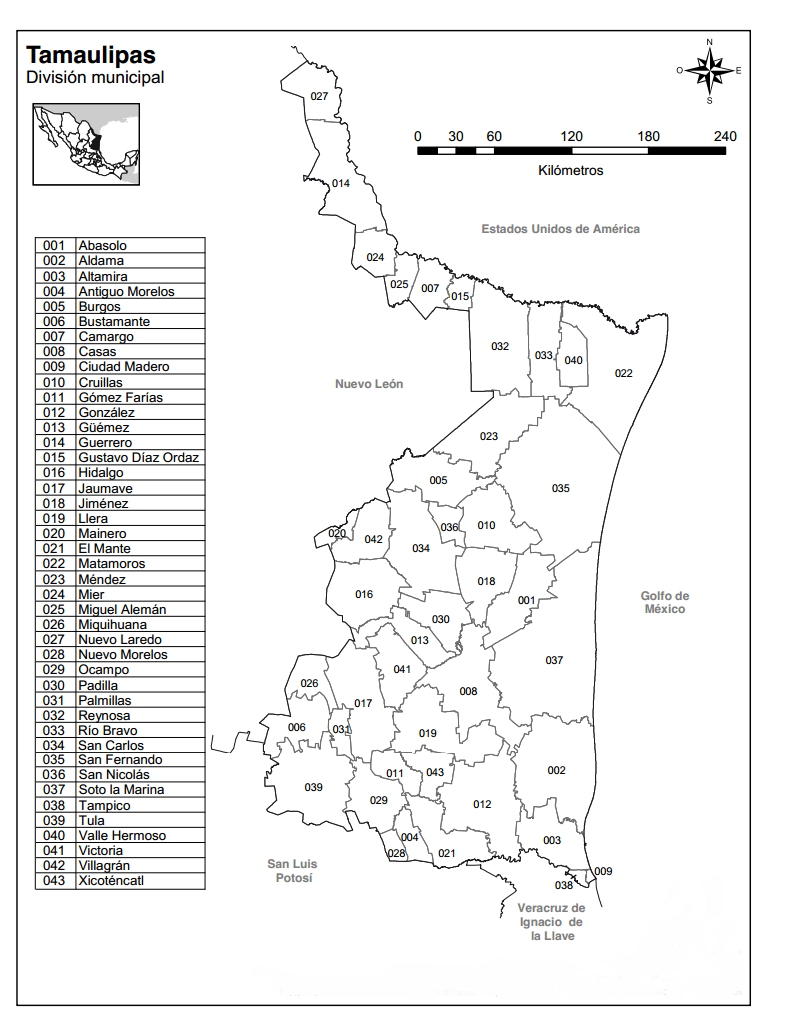 Tamaulipas
División municipal
N
O
E
S
0 30 60 120 180 240
Kilómetros
Estados Unidos de América
Nuevo León
Golfo de
México
San Luis
Potosí
Veracruz de
Ignacio de
la Llave
001 Abasolo
002 Aldama
003 Altamira
004 Antiguo Morelos
005 Burgos
006 Bustamante
007 Camargo
008 Casas
009 Ciudad Madero
010 Cruillas
011 Gómez Farías
012 González
013 Güémez
014 Guerrero
015 Gustavo Díaz Ordaz
016 Hidalgo
017 Jaumave
018 Jiménez
019 Llera
020 Mainero
021 El Mante
022 Matamoros
023 Méndez
024 Mier
025 Miguel Alemán
026 Miquihuana
027 Nuevo Laredo
028 Nuevo Morelos
029 Ocampo
030 Padilla
031 Palmillas
032 Reynosa
033 Río Bravo
034 San Carlos
035 San Fernando
036 San Nicolás
037 Soto la Marina
038 Tampico
039 Tula
040 Valle Hermoso
041 Victoria
042 Villagrán
043 Xicoténcatl
027
014
024
025
007
015
032
033
040
022
023
005
035
036
010
020
042
034
018
016
001
030
013
041
037
026
008
017
006
031
019
002
011
043
039
029
012
004
003
028
021
009
038